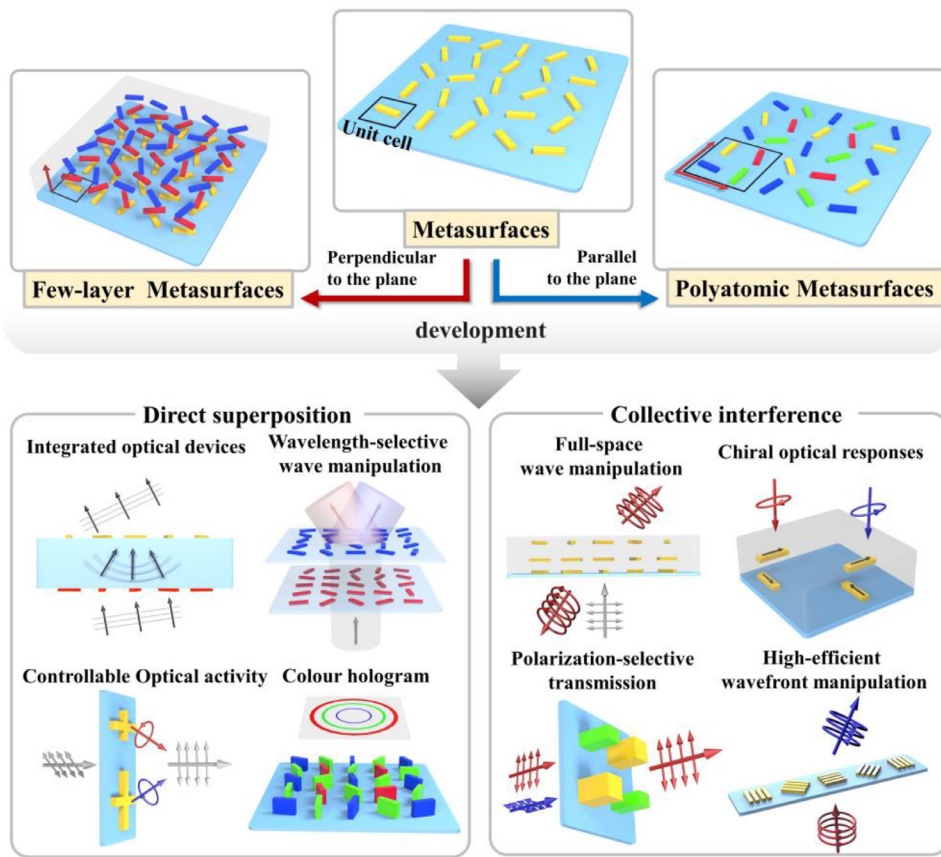 Unit cell
Metasurfaces
Few-layer Metasurfaces
Perpendicular
to the plane
Parallel
to the plane
Polyatomic Metasurfaces
development
Direct superposition
Integrated optical devices
Wavelength-selective
wave manipulation
Controllable Optical activity
Colour hologram
Collective interference
Full-space
wave manipulation
Chiral optical responses
Polarization-selective
transmission
High-efficient
wavefront manipulation